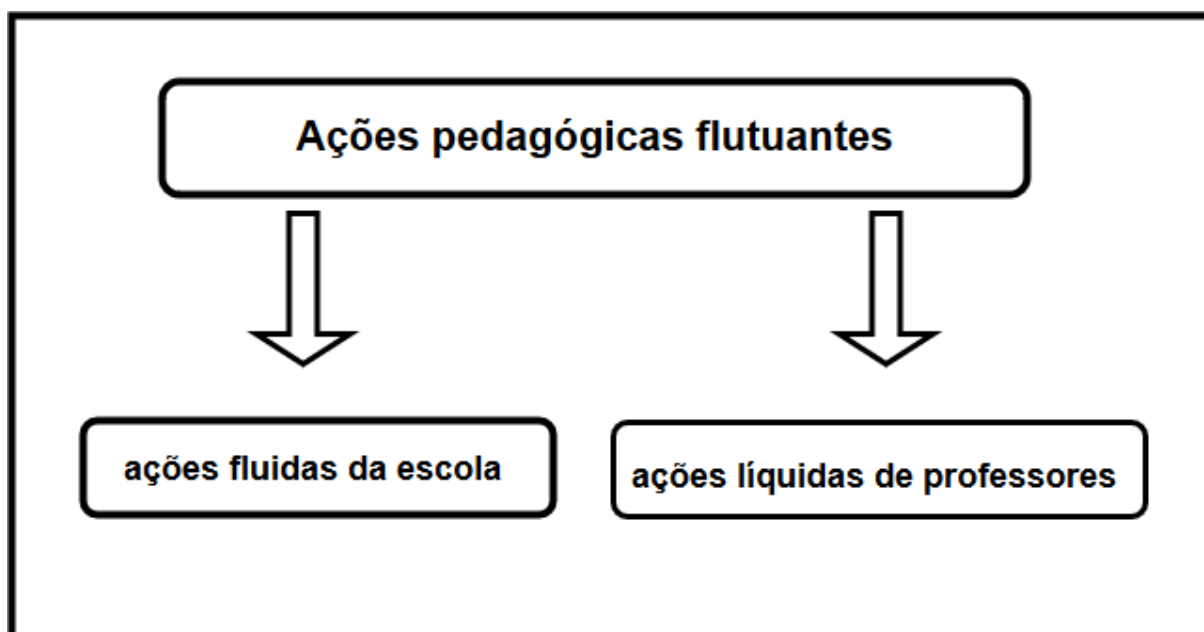 Ações pedagógicas flutuantes
ações fluidas da escola
ações líquidas de professores